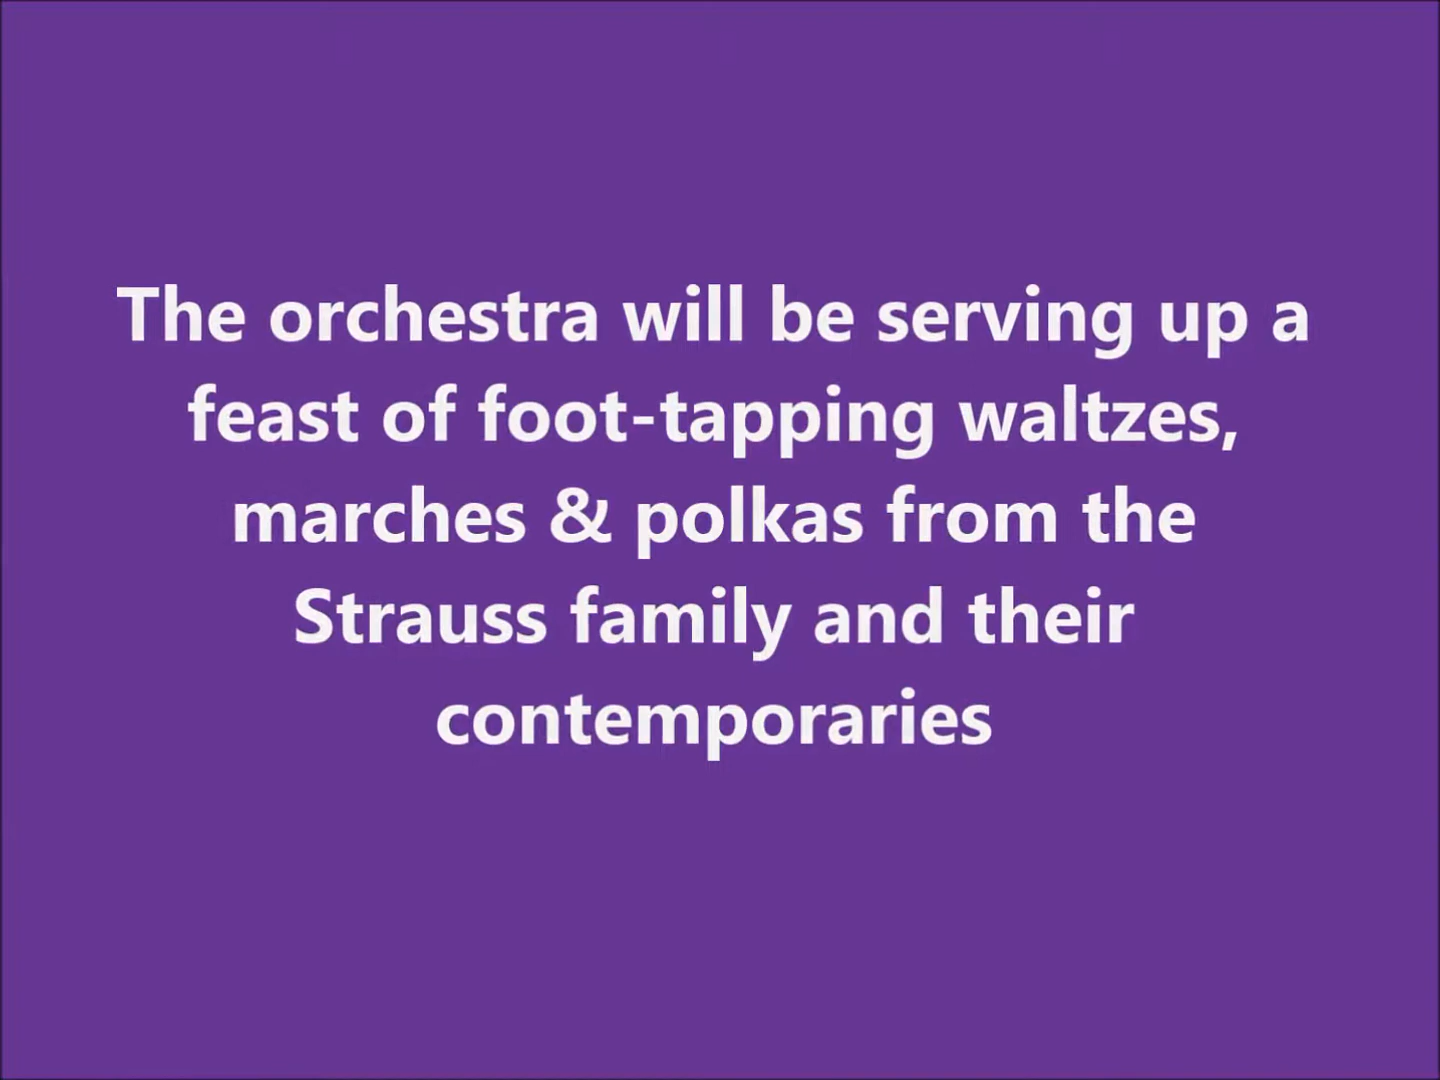 The orchestra will be serving up a
feast of foot-tapping waltzes,
marches & polkas from the
Strauss family and their
contemporaries